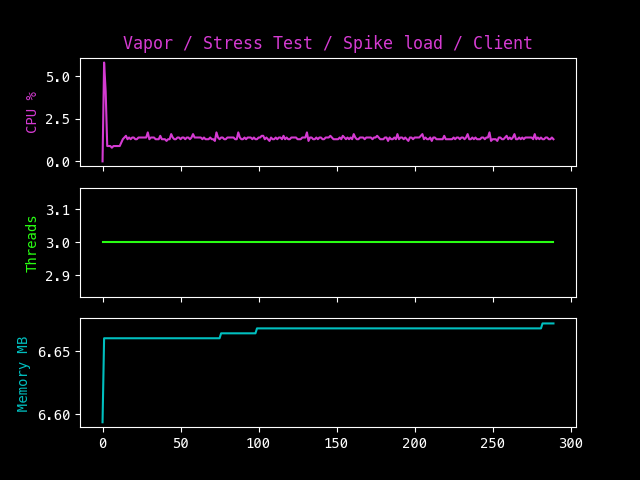 Vapor / Stress Test / Spike load / Client
5.0
2.5
0.0
CPU %
3.1
3.0
2.9
Threads
6.65
6.60
Memory MB
0 50 100 150 200 250 300